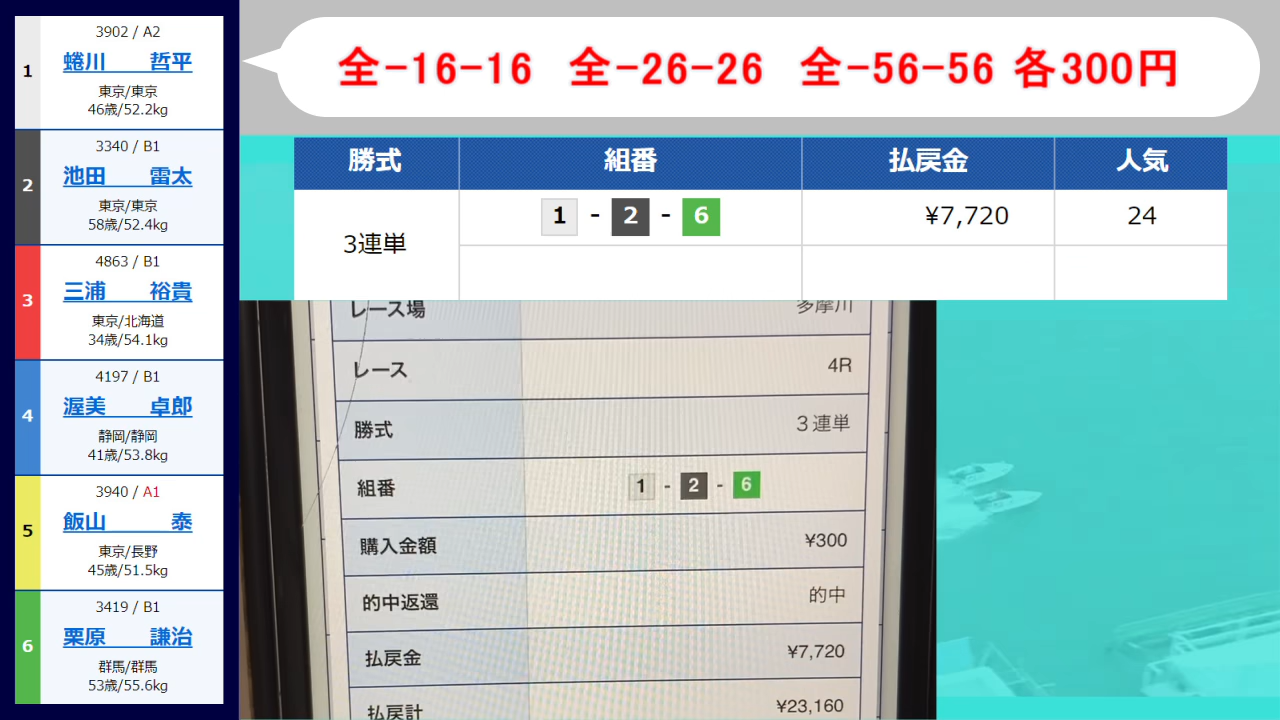 1
3902 / A2
蜷川 哲平
東京/東京
46歳/52.2kg
2
3340 / B1
池田 雷太
東京/東京
58歳/52.4kg
3
4863 / B1
三浦 裕貴
東京/北海道
34歳/54.1kg
4
4197 / B1
渥美 卓郎
静岡/静岡
41歳/53.8kg
5
3940 / A1
飯山 泰
東京/長野
45歳/51.5kg
6
3419 / B1
栗原 謙治
群馬/群馬
53歳/55.6kg
全-16-16 全-26-26 全-56-56 各300円
勝式 組番 払戻金 人気
3連単 1 - 2 - 6 ¥7,720 24
レース場 多摩川
レース 4R
勝式 3連単
組番 1 - 2 - 6
購入金額 ¥300
的中返還 的中
払戻金 ¥7,720
払戻計 ¥23,160